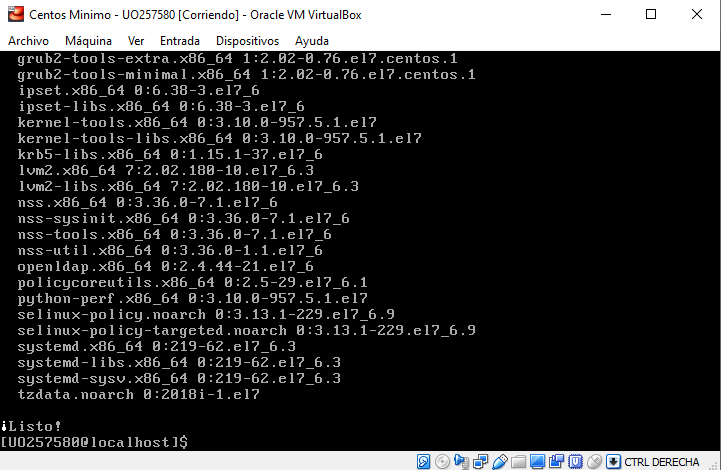 Centos Minimo - UO257580 [Corriendo] - Oracle VM VirtualBox
Archivo Máquina Ver Entrada Dispositivos Ayuda
grub2-tools-extra.x86_64 1:2.02-0.76.el7.centos.1
grub2-tools-minimal.x86_64 1:2.02-0.76.el7.centos.1
ipset.x86_64 0:6.38-3.el7_6
ipset-libs.x86_64 0:6.38-3.el7_6
kernel-tools.x86_64 0:3.10.0-957.5.1.el7
kernel-tools-libs.x86_64 0:3.10.0-957.5.1.el7
krb5-libs.x86_64 0:1.15.1-37.el7_6
lvm2.x86_64 7:2.02.180-10.el7_6.3
lvm2-libs.x86_64 7:2.02.180-10.el7_6.3
nss.x86_64 0:3.36.0-7.1.el7_6
nss-sysinit.x86_64 0:3.36.0-7.1.el7_6
nss-tools.x86_64 0:3.36.0-7.1.el7_6
nss-util.x86_64 0:3.36.0-1.1.el7_6
openldap.x86_64 0:2.4.44-21.el7_6
policycoreutils.x86_64 0:2.5-29.el7_6.1
python-perf.x86_64 0:3.10.0-957.5.1.el7
selinux-policy.noarch 0:3.13.1-229.el7_6.9
selinux-policy-targeted.noarch 0:3.13.1-229.el7_6.9
systemd.x86_64 0:219-62.el7_6.3
systemd-libs.x86_64 0:219-62.el7_6.3
systemd-sysv.x86_64 0:219-62.el7_6.3
tzdata.noarch 0:2018i-1.el7
¡Listo!
[UO257580@localhost]$
CTRL DERECHA